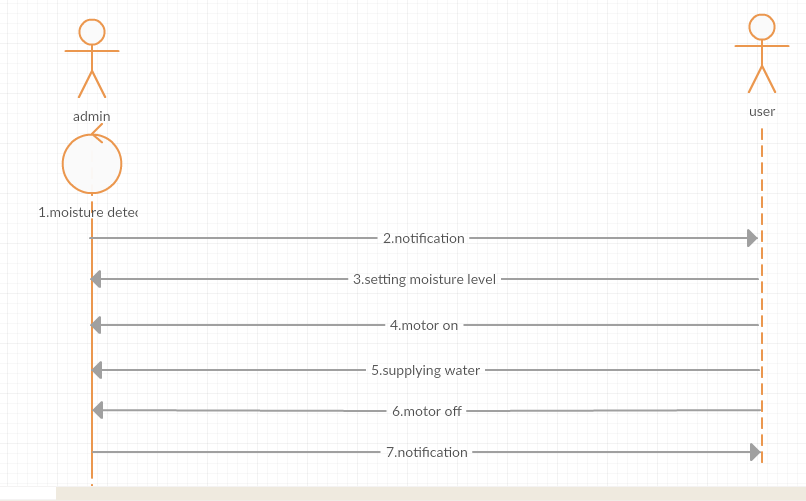 admin
user
1.moisture detec
2.notification
3.setting moisture level
4.motor on
5.supplying water
6.motor off
7.notification